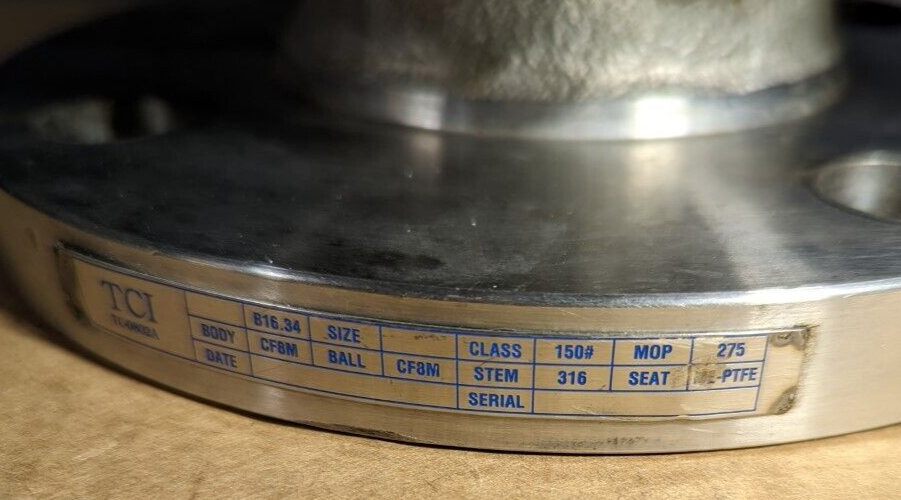 TCI
B16.34 SIZE CLASS 150# MOP 275
BODY CF8M BALL CF8M STEM 316 SEAT -PTFE
DATE SERIAL